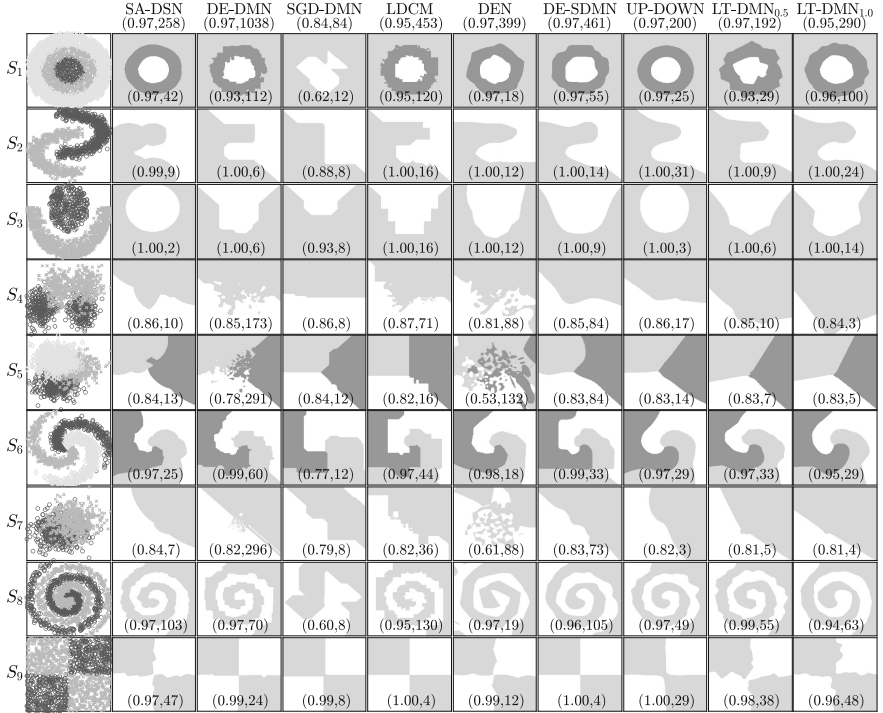 SA-DSN DE-DMN SGD-DMN LDCM DEN DE-SDMN UP-DOWN LT-DMN0.5 LT-DMN1.0
(0.97,258) (0.97,1038) (0.84,84) (0.95,453) (0.97,399) (0.97,461) (0.97,200) (0.97,192) (0.95,290)
S1 (0.97,42) (0.93,112) (0.62,12) (0.95,120) (0.97,18) (0.97,55) (0.97,25) (0.93,29) (0.96,100)
S2 (0.99,9) (1.00,6) (0.88,8) (1.00,16) (1.00,12) (1.00,14) (1.00,31) (1.00,9) (1.00,24)
S3 (1.00,2) (1.00,6) (0.93,8) (1.00,16) (1.00,12) (1.00,9) (1.00,3) (1.00,6) (1.00,14)
S4 (0.86,10) (0.85,173) (0.86,8) (0.87,71) (0.81,88) (0.85,84) (0.86,17) (0.85,10) (0.84,3)
S5 (0.84,13) (0.78,291) (0.84,12) (0.82,16) (0.53,132) (0.83,84) (0.83,14) (0.83,7) (0.83,5)
S6 (0.97,25) (0.99,60) (0.77,12) (0.97,44) (0.98,18) (0.99,33) (0.97,29) (0.97,33) (0.95,29)
S7 (0.84,7) (0.82,296) (0.79,8) (0.82,36) (0.61,88) (0.83,73) (0.82,3) (0.81,5) (0.81,4)
S8 (0.97,103) (0.97,70) (0.60,8) (0.95,130) (0.97,19) (0.96,105) (0.97,49) (0.99,55) (0.94,63)
S9 (0.97,47) (0.99,24) (0.99,8) (1.00,4) (0.99,12) (1.00,4) (1.00,29) (0.98,38) (0.96,48)